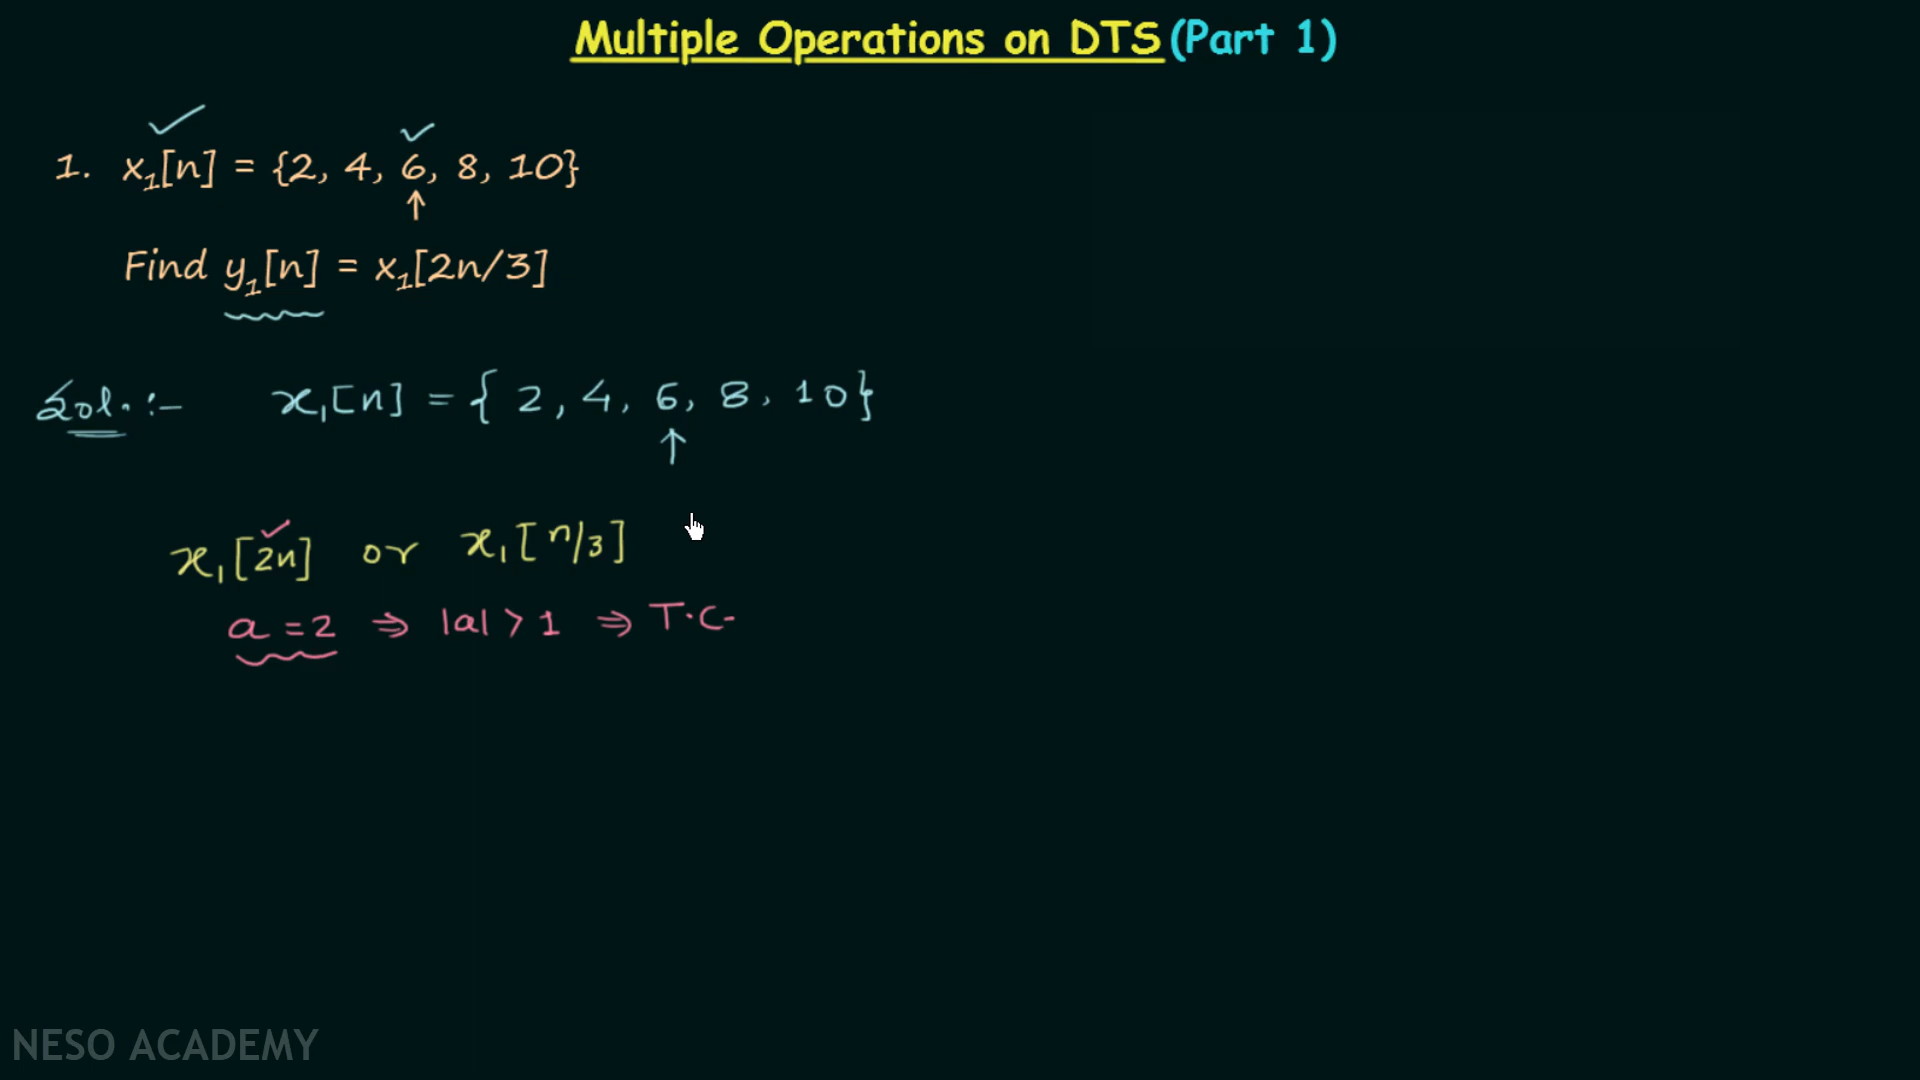 Multiple Operations on DTS (Part 1)
1. x₁[n] = {2, 4, 6, 8, 10}
↑
Find y₁[n] = x₁[2n/3]
Sol. :- x₁[n] = { 2, 4, 6, 8, 10}
↑
x₁[2n] or x₁[n/3]
a = 2 ⇒ |a| > 1 ⇒ T.C.
NESO ACADEMY